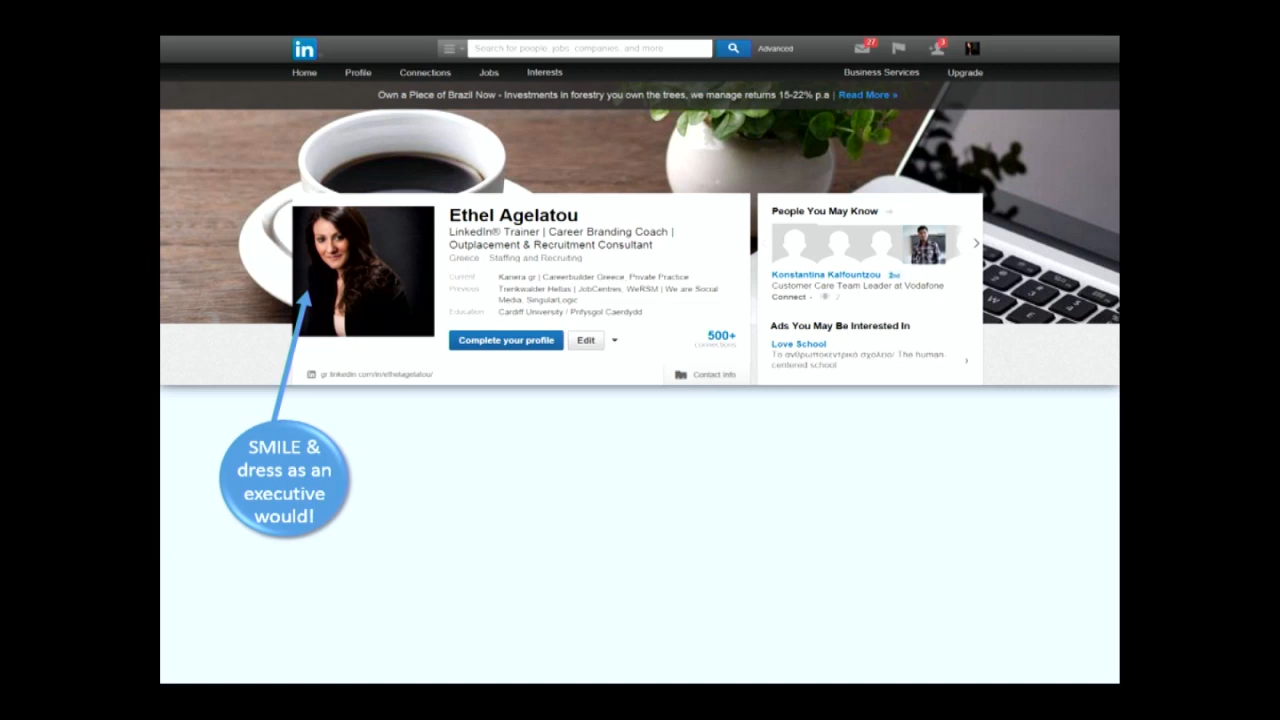 in
Search for people, jobs, companies, and more
Advanced
27
3
Home Profile Connections Jobs Interests Business Services Upgrade
Own a Piece of Brazil Now - Investments in forestry you own the trees, we manage returns 15-22% p.a | Read More »
Ethel Agelatou
LinkedIn® Trainer | Career Branding Coach |
Outplacement & Recruitment Consultant
Greece Staffing and Recruiting
Current Kariera.gr | Careerbuilder Greece, Private Practice
Previous Trenkwalder Hellas | JobCentres, WeRSM | We are Social
Media, SingularLogic
Education Cardiff University / Prifysgol Caerdydd
Complete your profile Edit
500+
connections
gr.linkedin.com/in/ethelagelatou/
Contact Info
People You May Know
Konstantina Kalfountzou 2nd
Customer Care Team Leader at Vodafone
Connect • 2
Ads You May Be Interested In
Love School
Το ανθρωποκεντρικό σχολείο/ The human-
centered school
SMILE &
dress as an
executive
would!